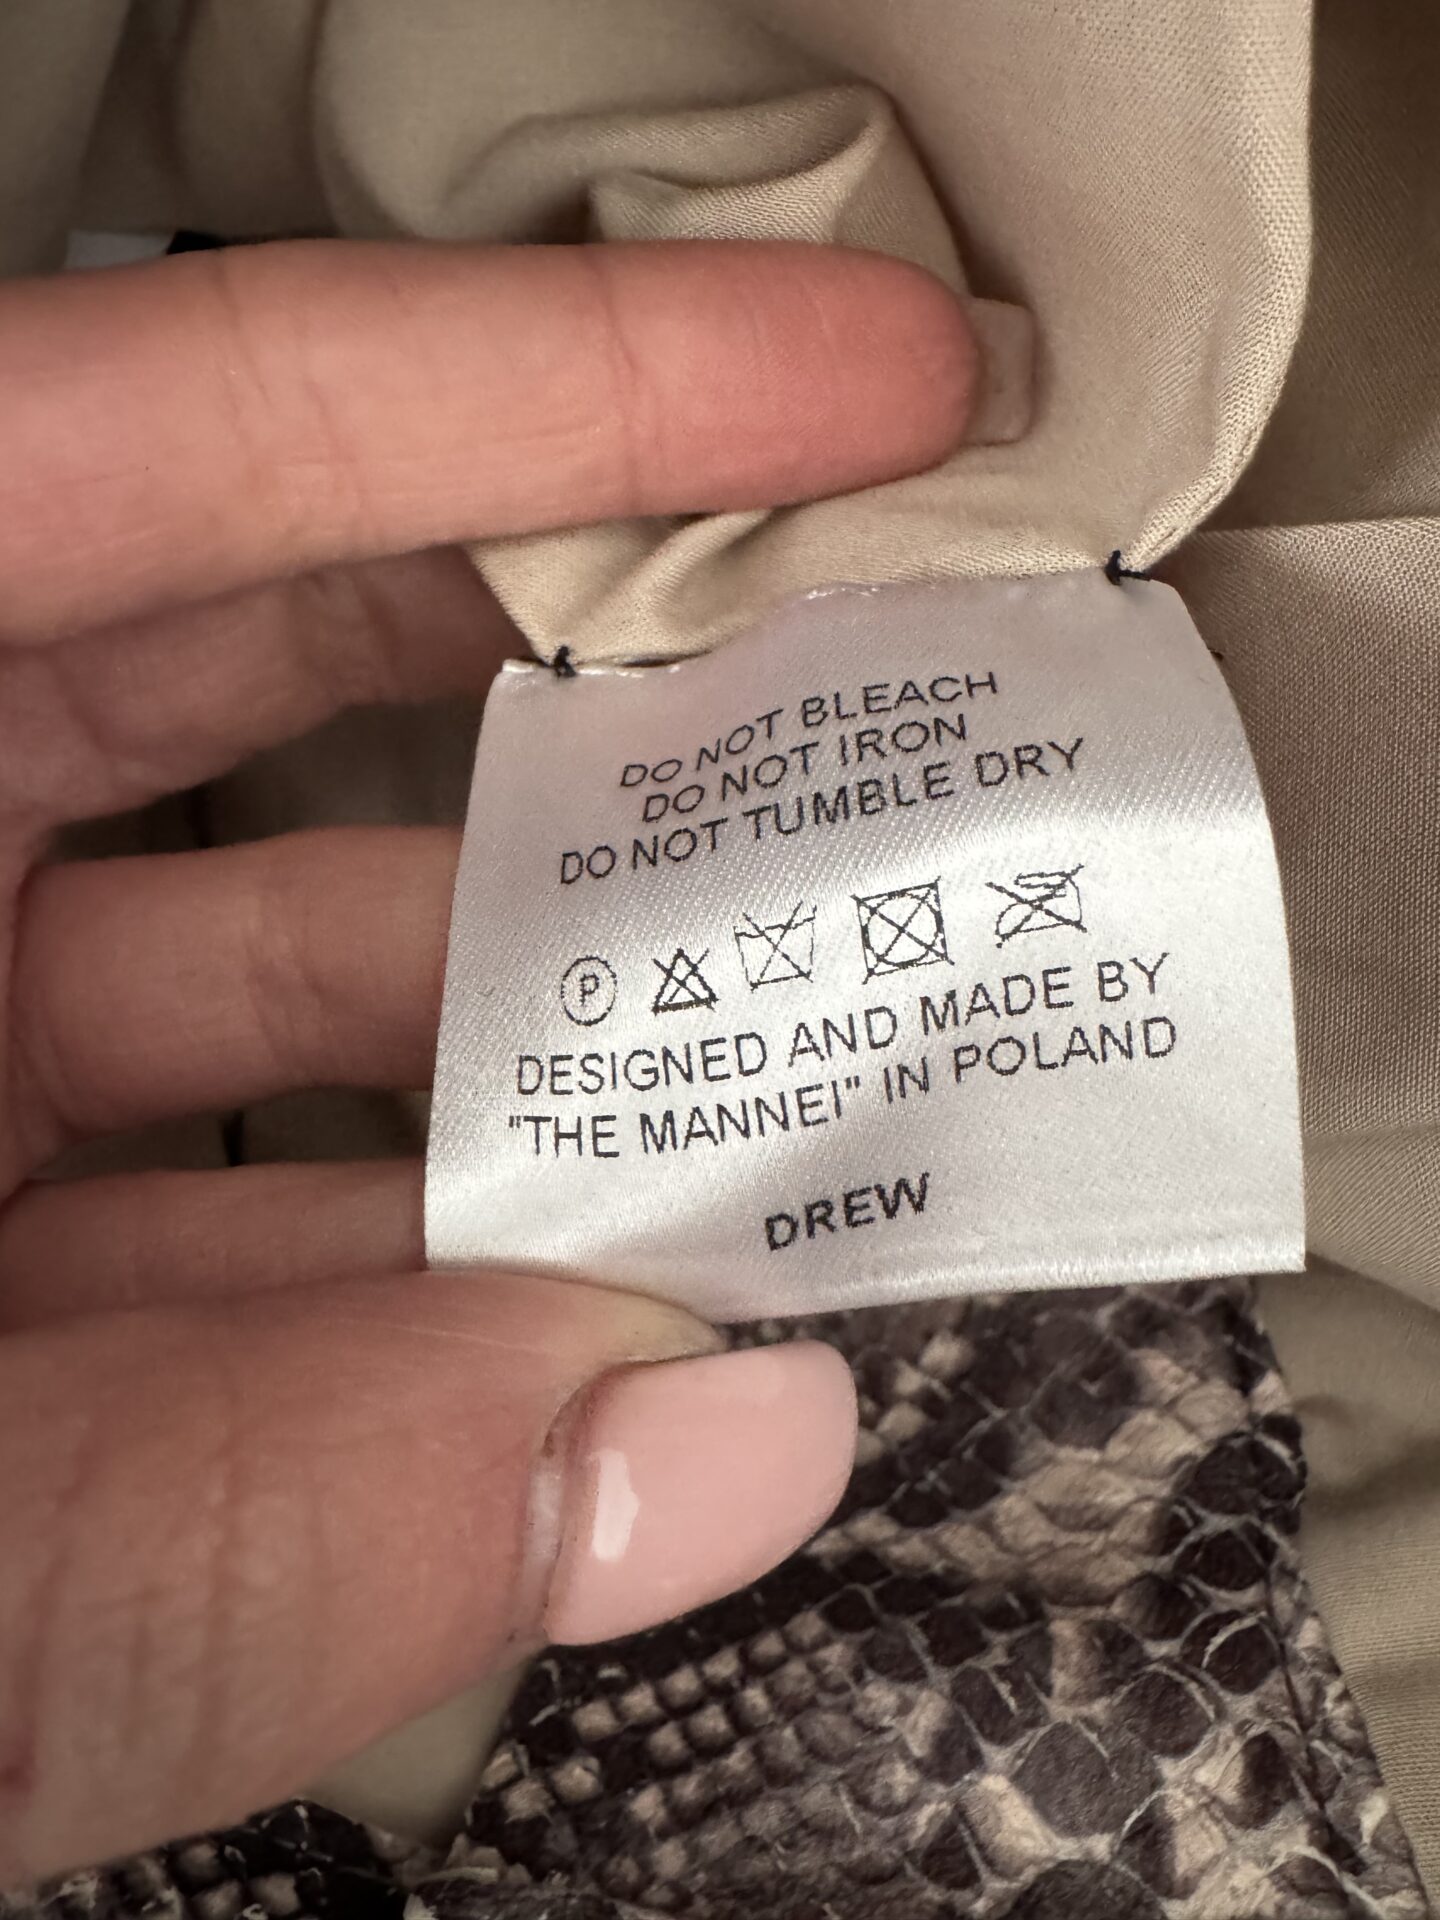 DO NOT BLEACH
DO NOT IRON
DO NOT TUMBLE DRY
P
DESIGNED AND MADE BY
"THE MANNEI" IN POLAND
DREW